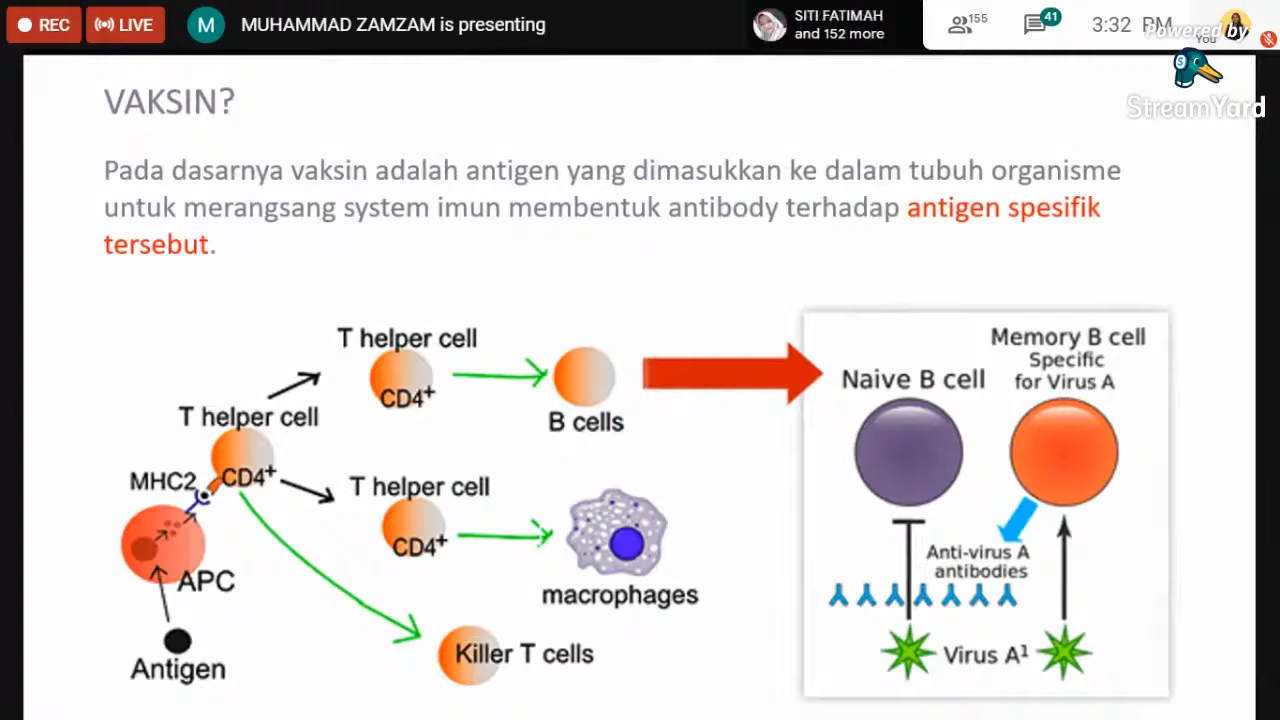 REC
LIVE
M
MUHAMMAD ZAMZAM is presenting
SITI FATIMAH
and 152 more
155
41
3:32 PM
You
Powered by
S
StreamYard
VAKSIN?
Pada dasarnya vaksin adalah antigen yang dimasukkan ke dalam tubuh organisme
untuk merangsang system imun membentuk antibody terhadap antigen spesifik
tersebut.
T helper cell
CD4+
B cells
T helper cell
CD4+
MHC2
APC
Antigen
T helper cell
CD4+
macrophages
Killer T cells
Naive B cell
Memory B cell
Specific
for Virus A
Anti-virus A
antibodies
Virus A¹